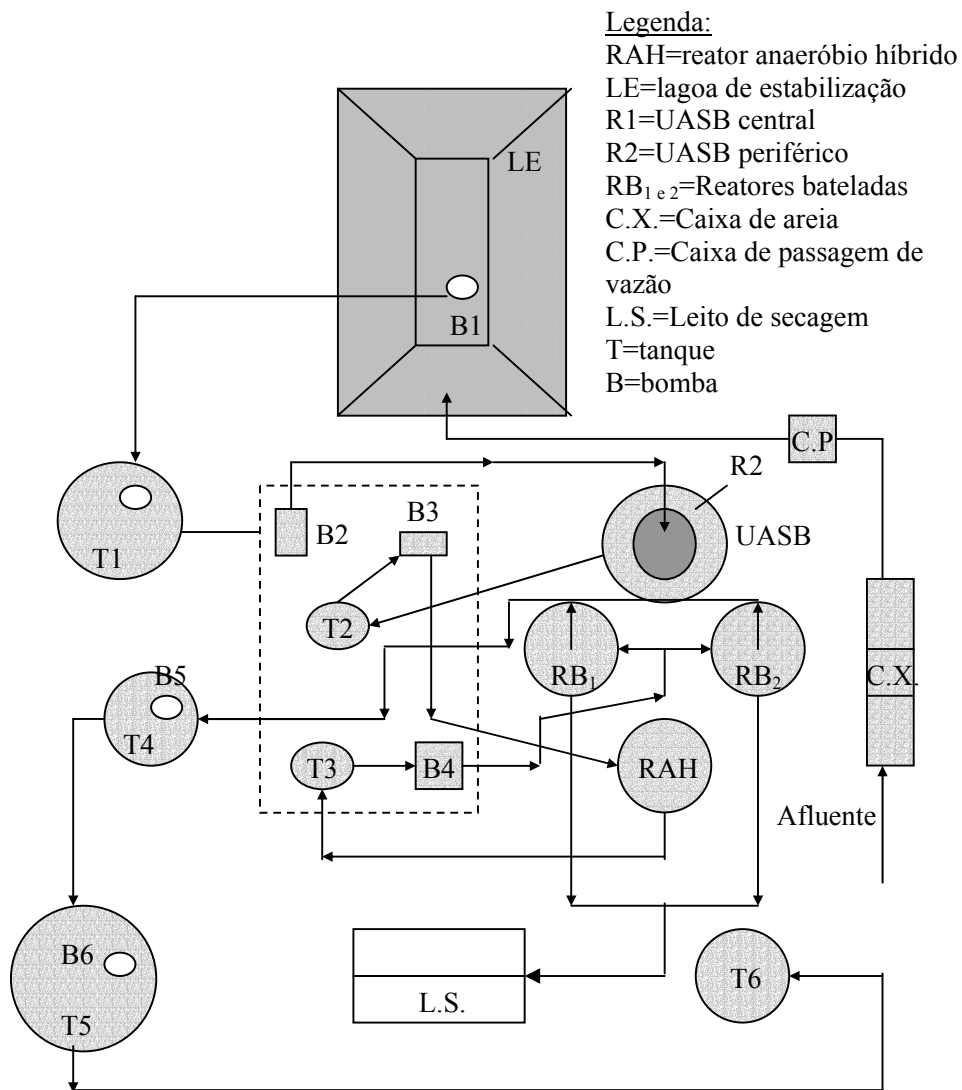 Legenda:
RAH=reator anaeróbio híbrido
LE=lagoa de estabilização
R1=UASB central
R2=UASB periférico
RB1 e 2=Reatores bateladas
C.X.=Caixa de areia
C.P.=Caixa de passagem de
vazão
L.S.=Leito de secagem
T=tanque
B=bomba
LE
B1
C.P
R2
B3
B2
UASB
T1
T2
RB1
RB2
C.X.
B5
T4
T3
B4
RAH
Afluente
B6
T6
L.S.
T5